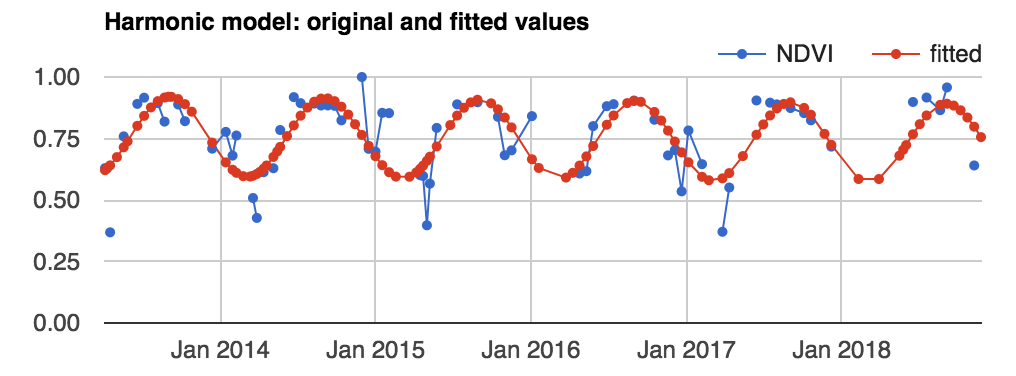 Harmonic model: original and fitted values
NDVI fitted
1.00
0.75
0.50
0.25
0.00
Jan 2014 Jan 2015 Jan 2016 Jan 2017 Jan 2018